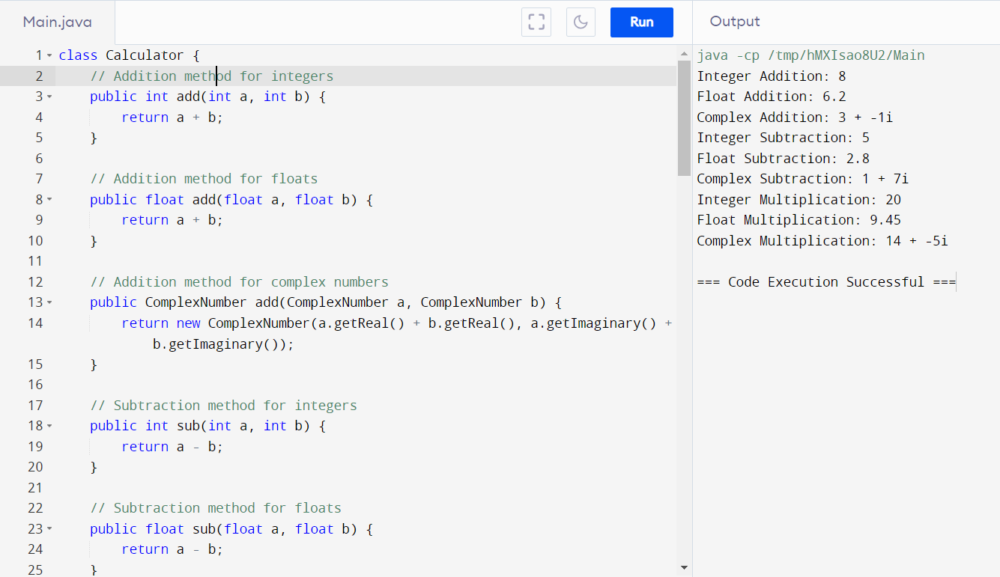 Main.java
Run
Output
1 class Calculator {
2 // Addition method for integers
3 public int add(int a, int b) {
4 return a + b;
5 }
6
7 // Addition method for floats
8 public float add(float a, float b) {
9 return a + b;
10 }
11
12 // Addition method for complex numbers
13 public ComplexNumber add(ComplexNumber a, ComplexNumber b) {
14 return new ComplexNumber(a.getReal() + b.getReal(), a.getImaginary() +
b.getImaginary());
15 }
16
17 // Subtraction method for integers
18 public int sub(int a, int b) {
19 return a - b;
20 }
21
22 // Subtraction method for floats
23 public float sub(float a, float b) {
24 return a - b;
25 }
java -cp /tmp/hMXIsao8U2/Main
Integer Addition: 8
Float Addition: 6.2
Complex Addition: 3 + -1i
Integer Subtraction: 5
Float Subtraction: 2.8
Complex Subtraction: 1 + 7i
Integer Multiplication: 20
Float Multiplication: 9.45
Complex Multiplication: 14 + -5i
=== Code Execution Successful ===